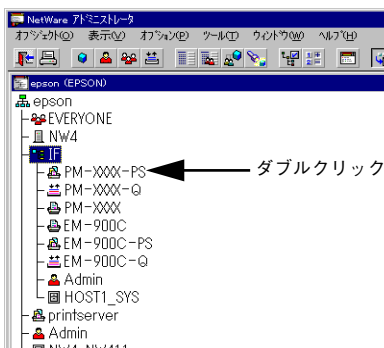 NetWare アドミニストレータ
オブジェクト(O) 表示(V) オプション(P) ツール(T) ウィンドウ(W) ヘルプ(H)
epson (EPSON)
epson
EVERYONE
NW4
IF
PM-XXXX-PS
ダブルクリック
PM-XXXX-Q
PM-XXXX
EM-900C
EM-900C-PS
EM-900C-Q
Admin
HOST1_SYS
printserver
Admin